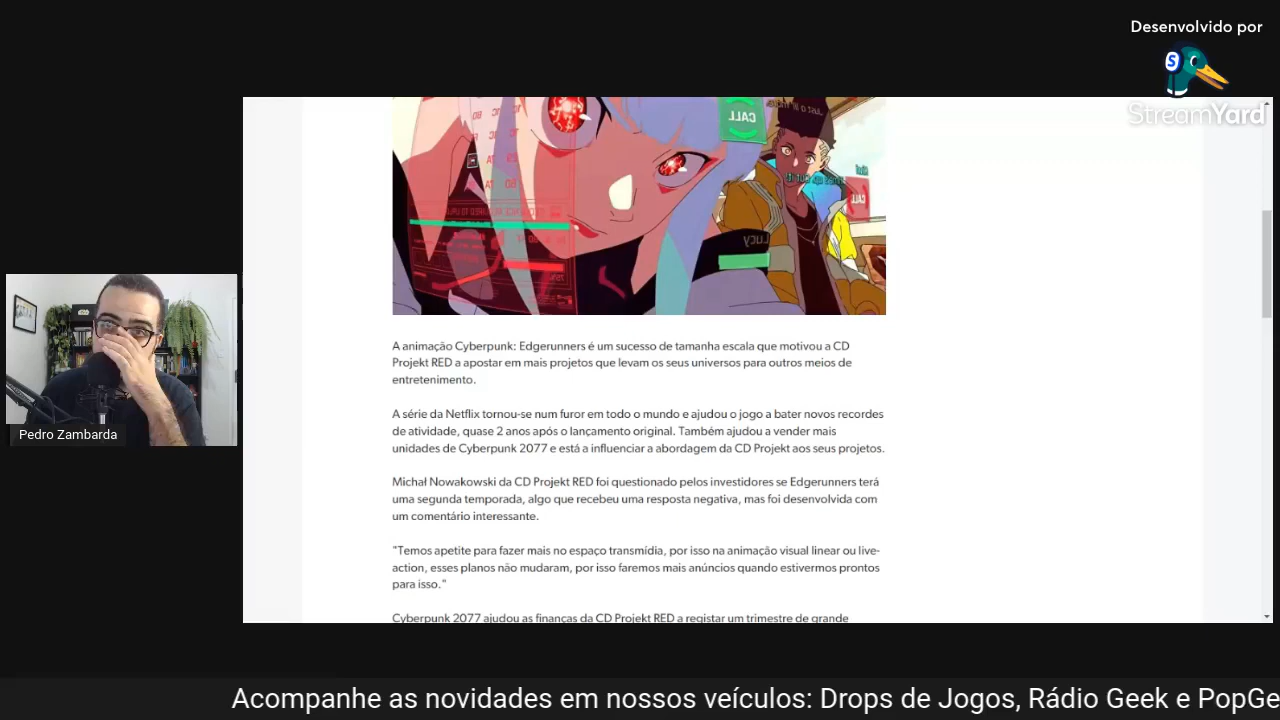 Desenvolvido por
S
StreamYard
CALL
Lucy
CALL
A animação Cyberpunk: Edgerunners é um sucesso de tamanha escala que motivou a CD
Projekt RED a apostar em mais projetos que levam os seus universos para outros meios de
entretenimento.
A série da Netflix tornou-se num furor em todo o mundo e ajudou o jogo a bater novos recordes
de atividade, quase 2 anos após o lançamento original. Também ajudou a vender mais
unidades de Cyberpunk 2077 e está a influenciar a abordagem da CD Projekt aos seus projetos.
Michał Nowakowski da CD Projekt RED foi questionado pelos investidores se Edgerunners terá
uma segunda temporada, algo que recebeu uma resposta negativa, mas foi desenvolvida com
um comentário interessante.
"Temos apetite para fazer mais no espaço transmídia, por isso na animação visual linear ou live-
action, esses planos não mudaram, por isso faremos mais anúncios quando estivermos prontos
para isso."
Cyberpunk 2077 ajudou as finanças da CD Projekt RED a registar um trimestre de grande
Pedro Zambarda
Acompanhe as novidades em nossos veículos: Drops de Jogos, Rádio Geek e PopGe